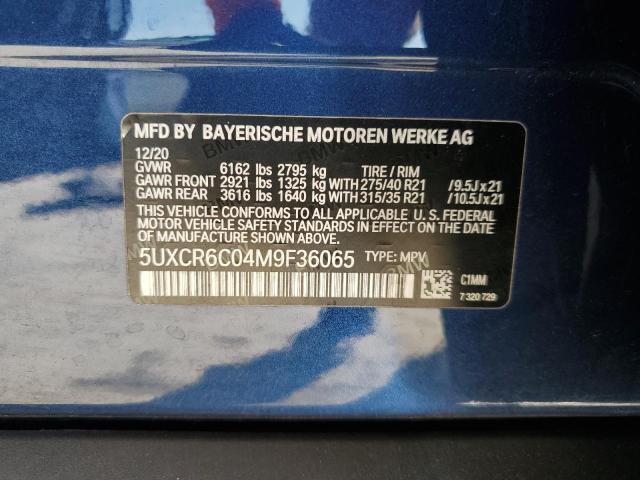 MFD BY BAYERISCHE MOTOREN WERKE AG
12/20
GVWR 6162 lbs 2795 kg TIRE / RIM
GAWR FRONT 2921 lbs 1325 kg WITH 275/40 R21 /9.5Jx21
GAWR REAR 3616 lbs 1640 kg WITH 315/35 R21 /10.5Jx21
THIS VEHICLE CONFORMS TO ALL APPLICABLE U. S. FEDERAL
MOTOR VEHICLE SAFETY STANDARDS IN EFFECT ON THE DATE
OF MANUFACTURE SHOWN ABOVE.
5UXCR6C04M9F36065 TYPE: MPV
C1MM
7 320 729